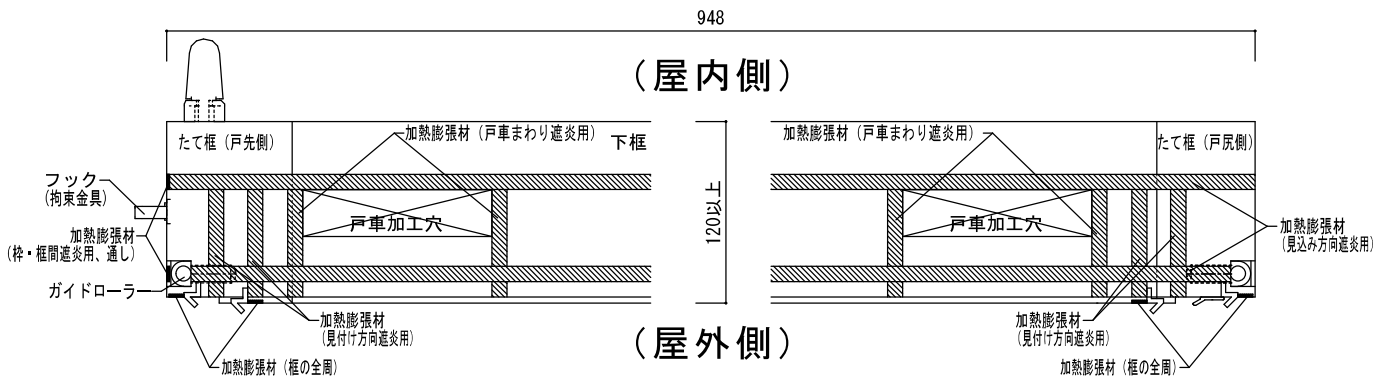 948
(屋内側)
たて框(戸先側)
加熱膨張材(戸車まわり遮炎用)
下框
加熱膨張材(戸車まわり遮炎用)
たて框(戸尻側)
フック
(拘束金具)
戸車加工穴
120以上
戸車加工穴
加熱膨張材
(枠・框間遮炎用、通し)
加熱膨張材
(見込み方向遮炎用)
ガイドローラー
加熱膨張材
(見付け方向遮炎用)
加熱膨張材
(見付け方向遮炎用)
(屋外側)
加熱膨張材(框の全周)
加熱膨張材(框の全周)